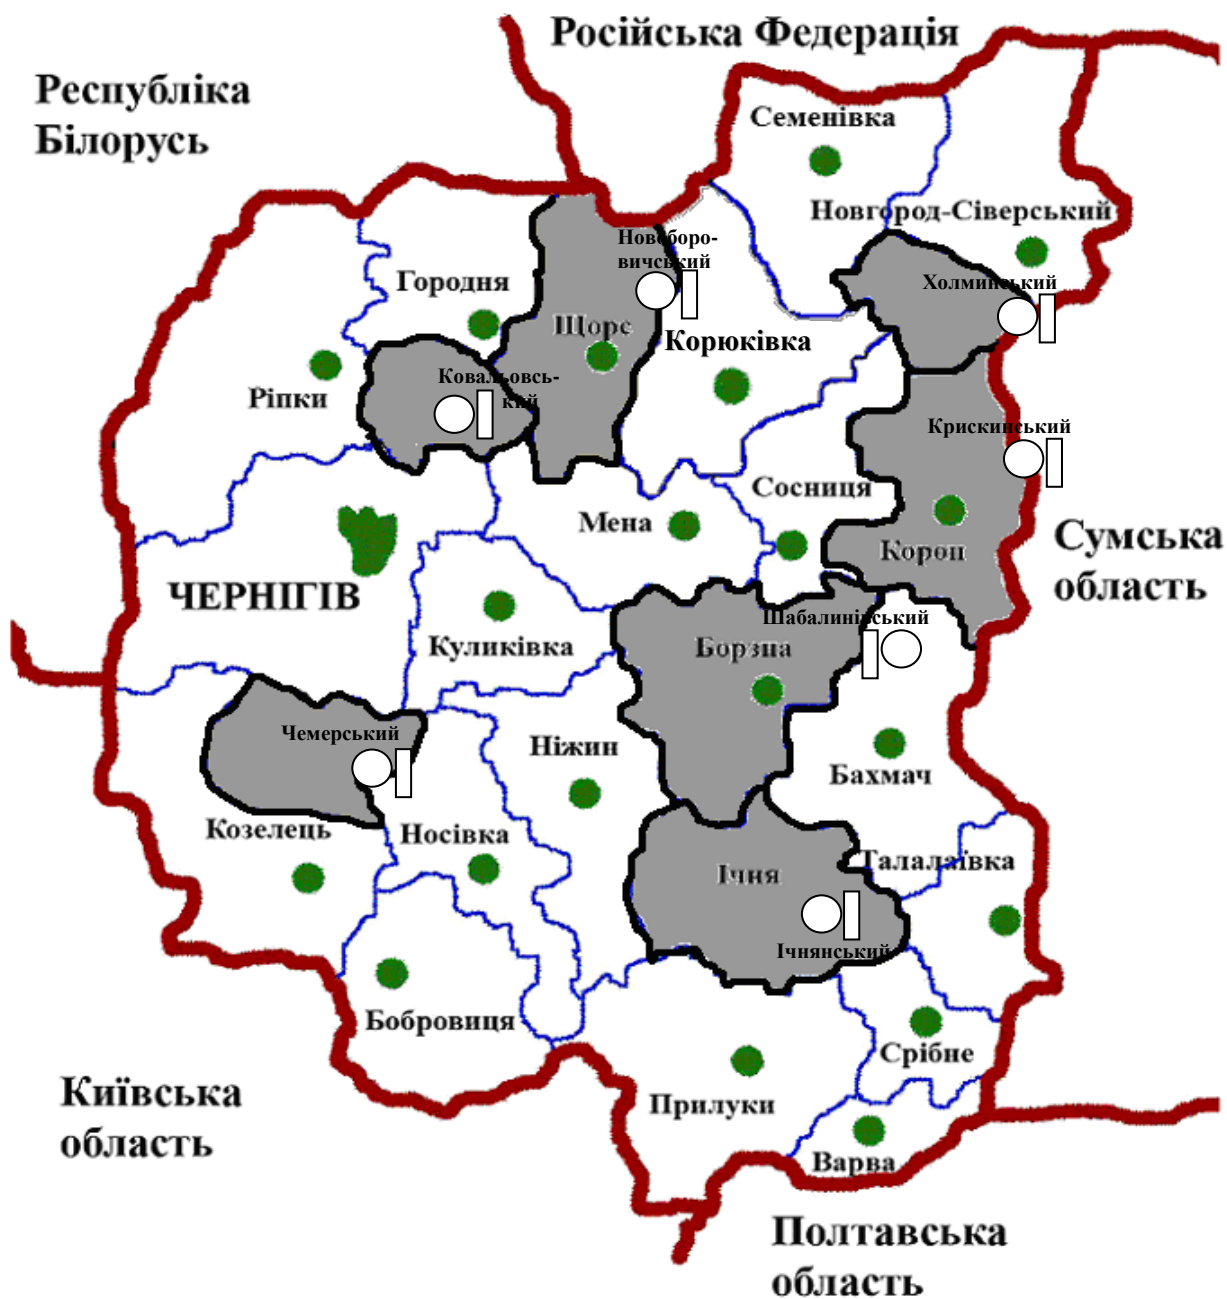 Російська Федерація
Республіка
Білорусь
Семенівка
Новгород-Сіверський
Новоборо-
вичський
Городня
Холминський
Щорс
Корюківка
Ковальовсь-
кий
Ріпки
Крискинський
Сосниця
Мена
Короп
Сумська
область
ЧЕРНІГІВ
Шабалинівський
Куликівка
Борзна
Чемерський
Ніжин
Бахмач
Козелець
Носівка
Талалаївка
Ічня
Ічнянський
Бобровиця
Срібне
Київська
область
Прилуки
Варва
Полтавська
область